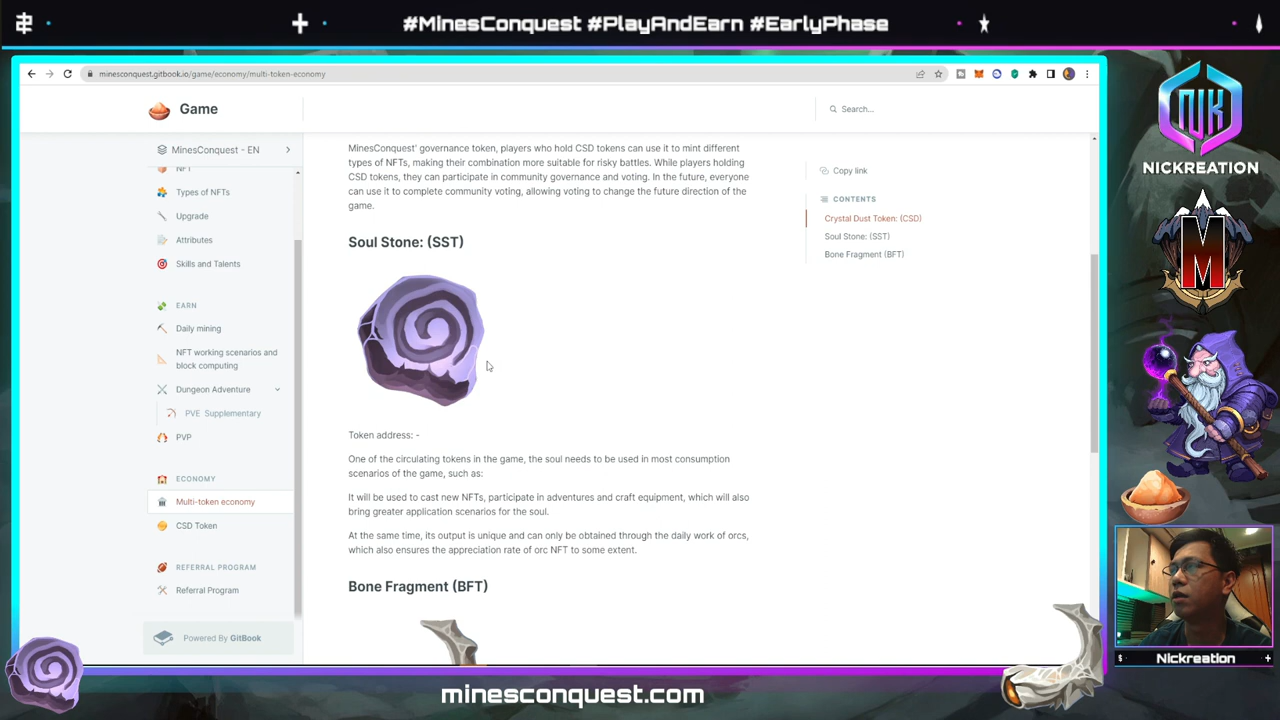 #MinesConquest #PlayAndEarn #EarlyPhase
minesconquest.gitbook.io/game/economy/multi-token-economy
Game
Search...
MinesConquest - EN
NFT
Types of NFTs
Upgrade
Attributes
Skills and Talents
EARN
Daily mining
NFT working scenarios and
block computing
Dungeon Adventure
PVE Supplementary
PVP
ECONOMY
Multi-token economy
CSD Token
REFERRAL PROGRAM
Referral Program
Powered By GitBook
MinesConquest' governance token, players who hold CSD tokens can use it to mint different
types of NFTs, making their combination more suitable for risky battles. While players holding
CSD tokens, they can participate in community governance and voting. In the future, everyone
can use it to complete community voting, allowing voting to change the future direction of the
game.
Soul Stone: (SST)
Token address: -
One of the circulating tokens in the game, the soul needs to be used in most consumption
scenarios of the game, such as:
It will be used to cast new NFTs, participate in adventures and craft equipment, which will also
bring greater application scenarios for the soul.
At the same time, its output is unique and can only be obtained through the daily work of orcs,
which also ensures the appreciation rate of orc NFT to some extent.
Bone Fragment (BFT)
Copy link
CONTENTS
Crystal Dust Token: (CSD)
Soul Stone: (SST)
Bone Fragment (BFT)
NICKREATION
M
Nickreation
minesconquest.com